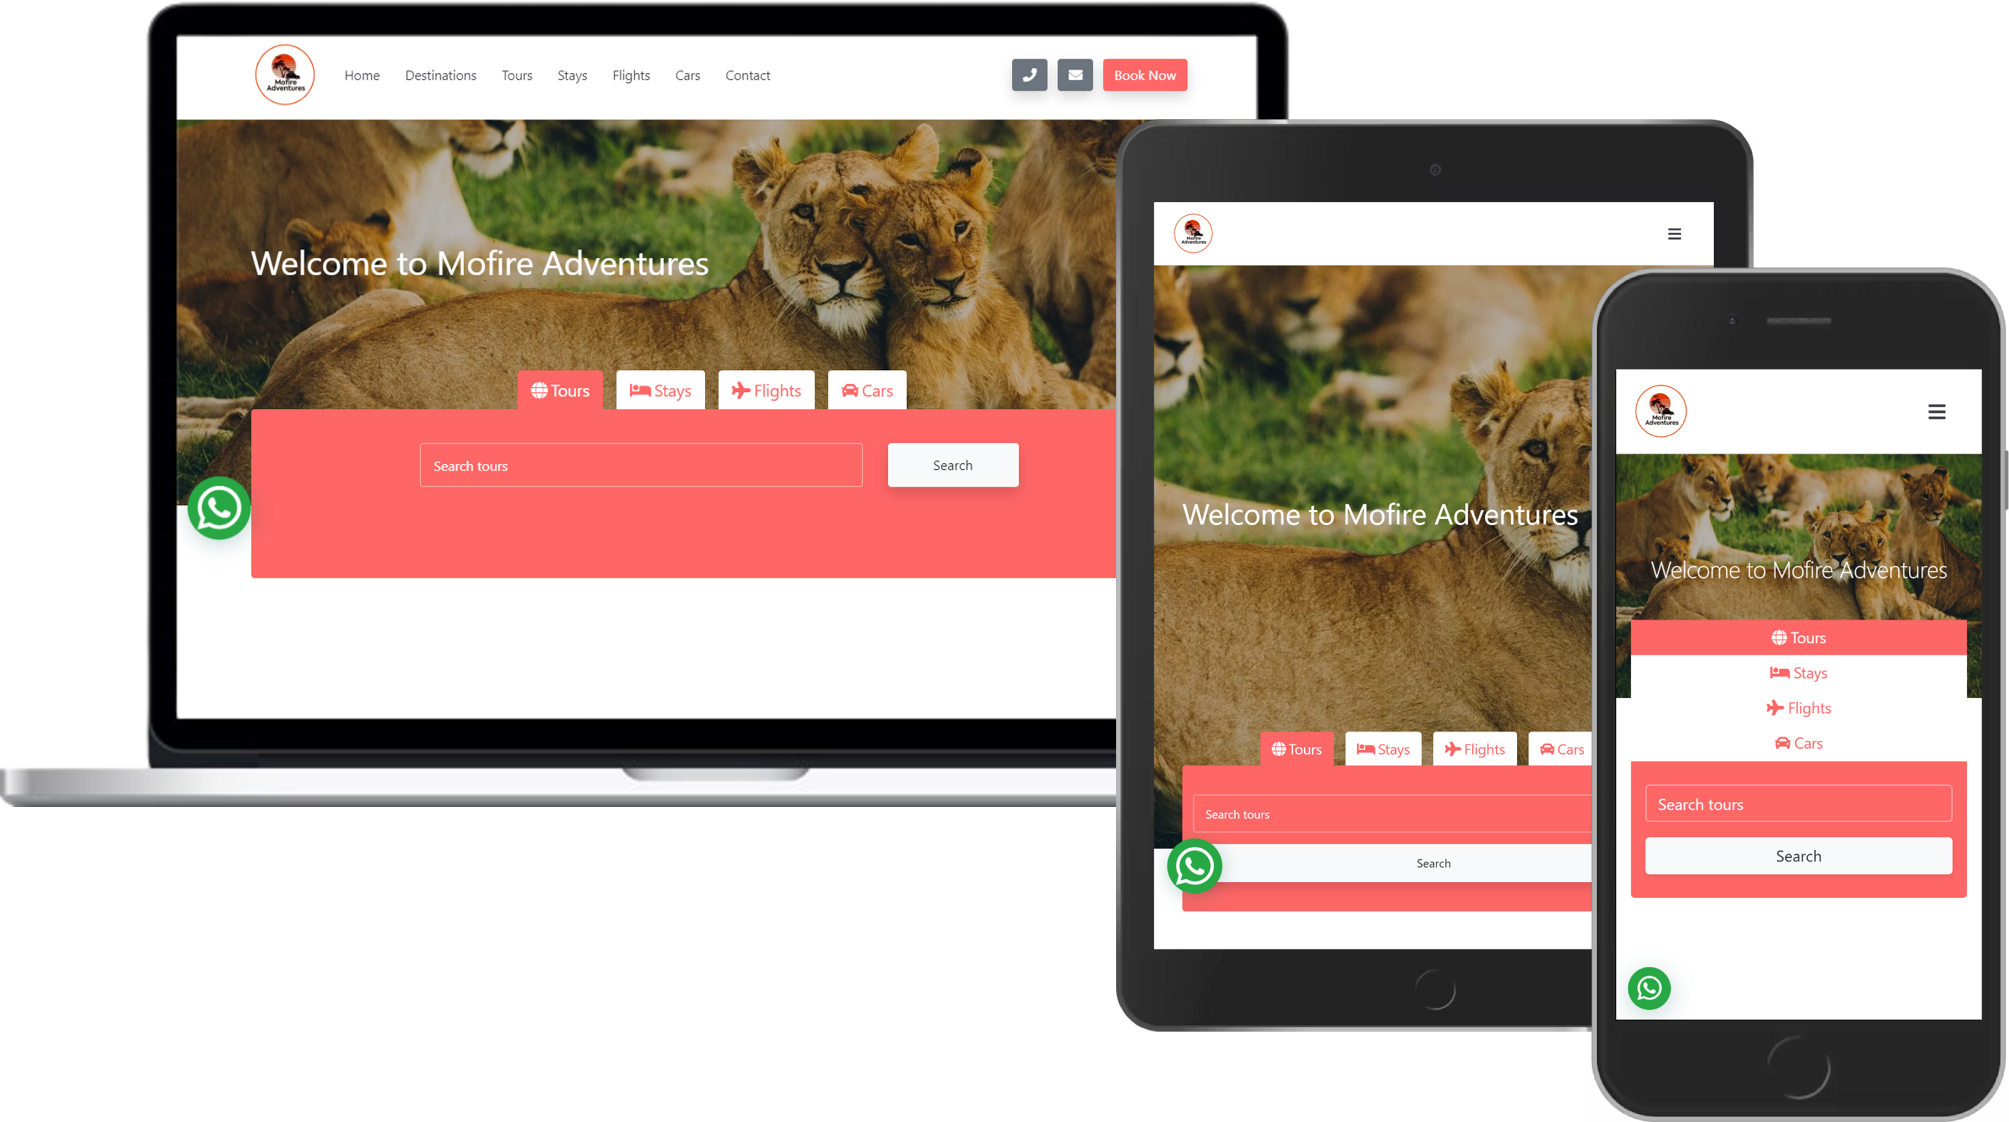 Mofire
Adventures
Home Destinations Tours Stays Flights Cars Contact
Book Now
Welcome to Mofire Adventures
Tours Stays Flights Cars
Search tours Search
Mofire
Adventures
Welcome to Mofire Adventures
Tours Stays Flights Cars
Search tours
Search
Mofire
Adventures
Welcome to Mofire Adventures
Tours
Stays
Flights
Cars
Search tours
Search